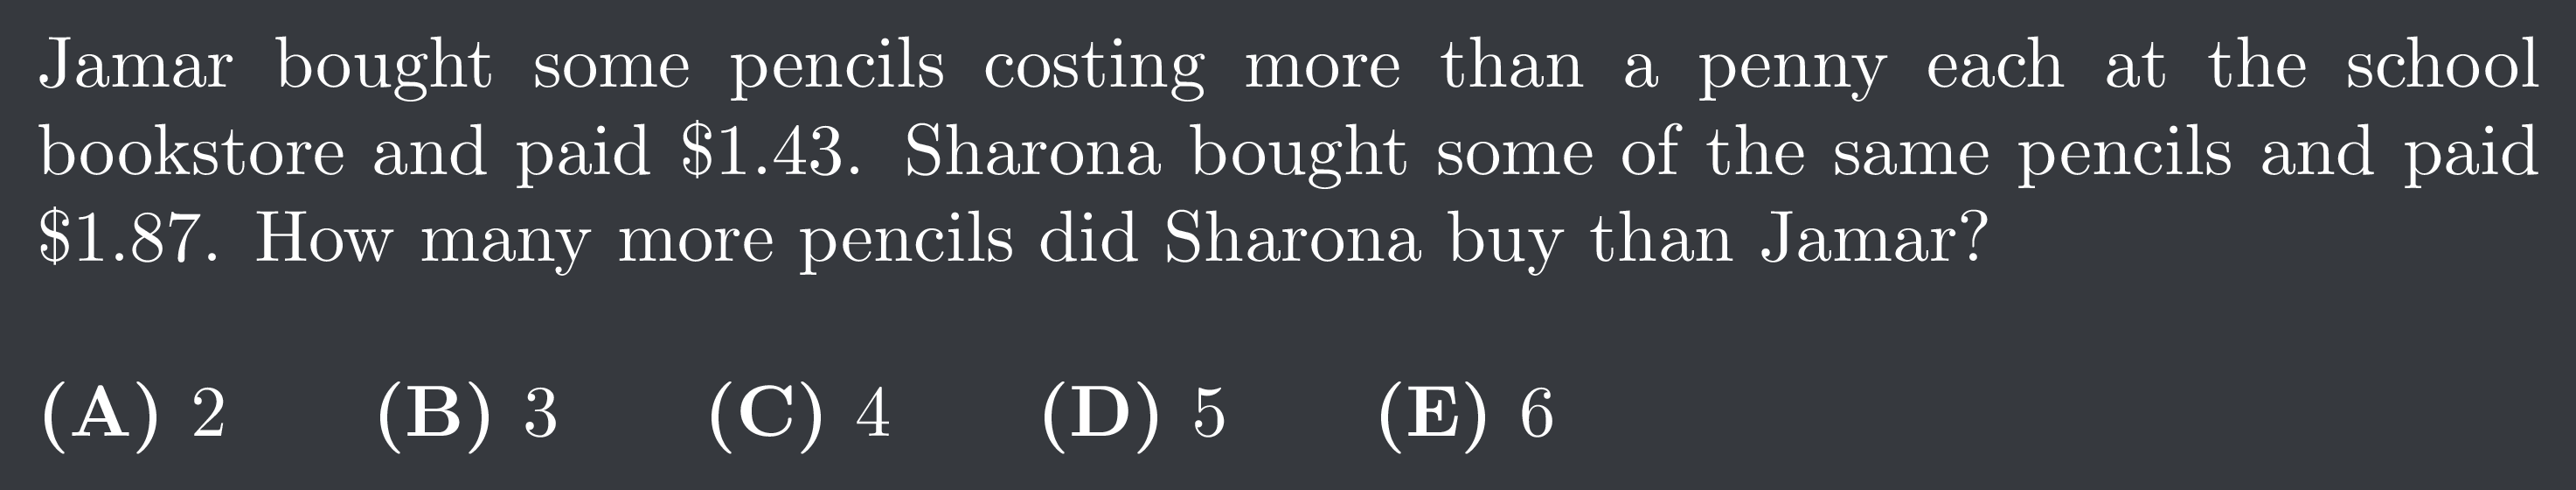 Jamar bought some pencils costing more than a penny each at the school
bookstore and paid $1.43. Sharona bought some of the same pencils and paid
$1.87. How many more pencils did Sharona buy than Jamar?
(A) 2 (B) 3 (C) 4 (D) 5 (E) 6